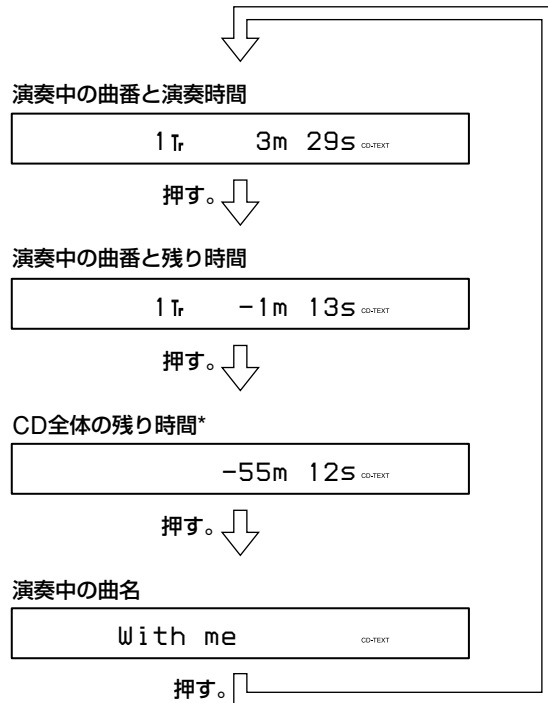 演奏中の曲番と演奏時間
1 Tr 3m 29s CD-TEXT
押す。
演奏中の曲番と残り時間
1 Tr -1m 13s CD-TEXT
押す。
CD全体の残り時間*
-55m 12s CD-TEXT
押す。
演奏中の曲名
With me CD-TEXT
押す。